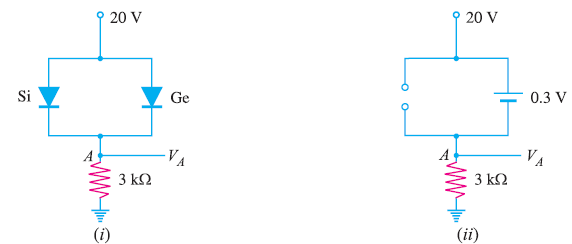 20 V
Si
Ge
A
V_A
3 kΩ
(i)
20 V
0.3 V
A
V_A
3 kΩ
(ii)